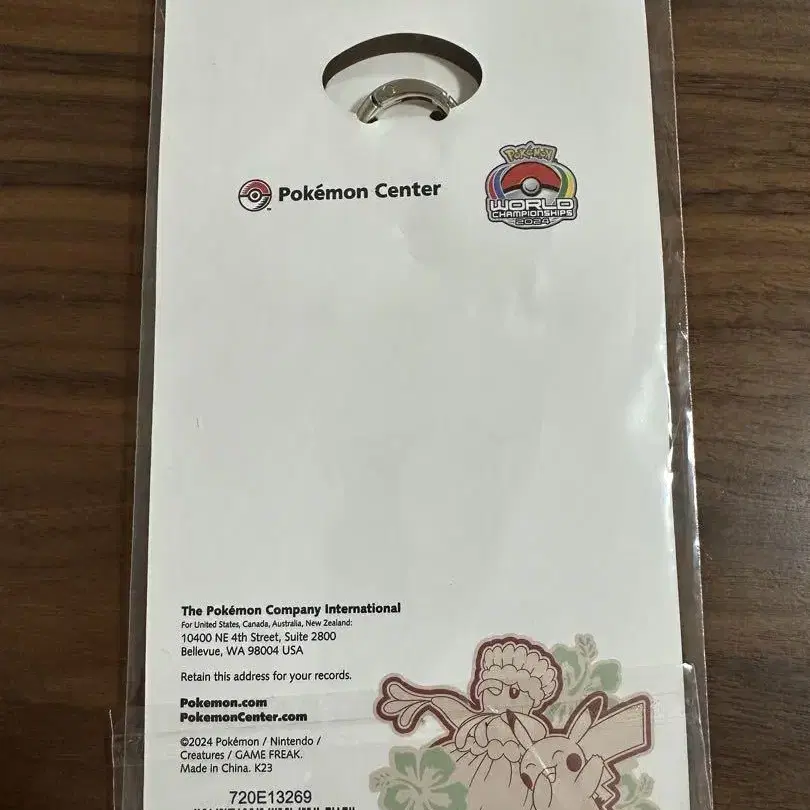 Pokémon Center
Pokémon
WORLD
CHAMPIONSHIPS
2024
The Pokémon Company International
For United States, Canada, Australia, New Zealand:
10400 NE 4th Street, Suite 2800
Bellevue, WA 98004 USA
Retain this address for your records.
Pokemon.com
PokemonCenter.com
©2024 Pokémon / Nintendo /
Creatures / GAME FREAK.
Made in China. K23
720E13269